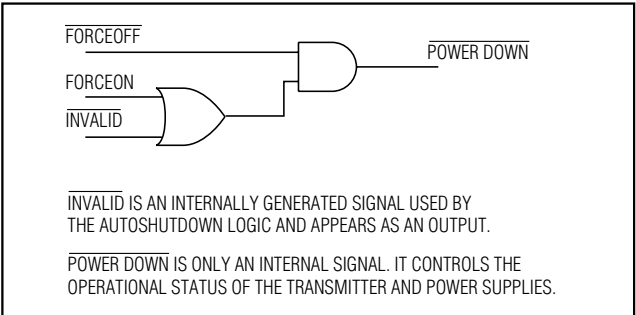 FORCEOFF
POWER DOWN
FORCEON
INVALID
INVALID IS AN INTERNALLY GENERATED SIGNAL USED BY
THE AUTOSHUTDOWN LOGIC AND APPEARS AS AN OUTPUT.
POWER DOWN IS ONLY AN INTERNAL SIGNAL. IT CONTROLS THE
OPERATIONAL STATUS OF THE TRANSMITTER AND POWER SUPPLIES.